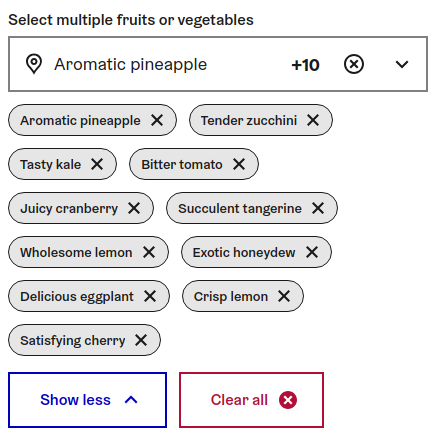 Select multiple fruits or vegetables
Aromatic pineapple +10
Aromatic pineapple Tender zucchini
Tasty kale Bitter tomato
Juicy cranberry Succulent tangerine
Wholesome lemon Exotic honeydew
Delicious eggplant Crisp lemon
Satisfying cherry
Show less Clear all